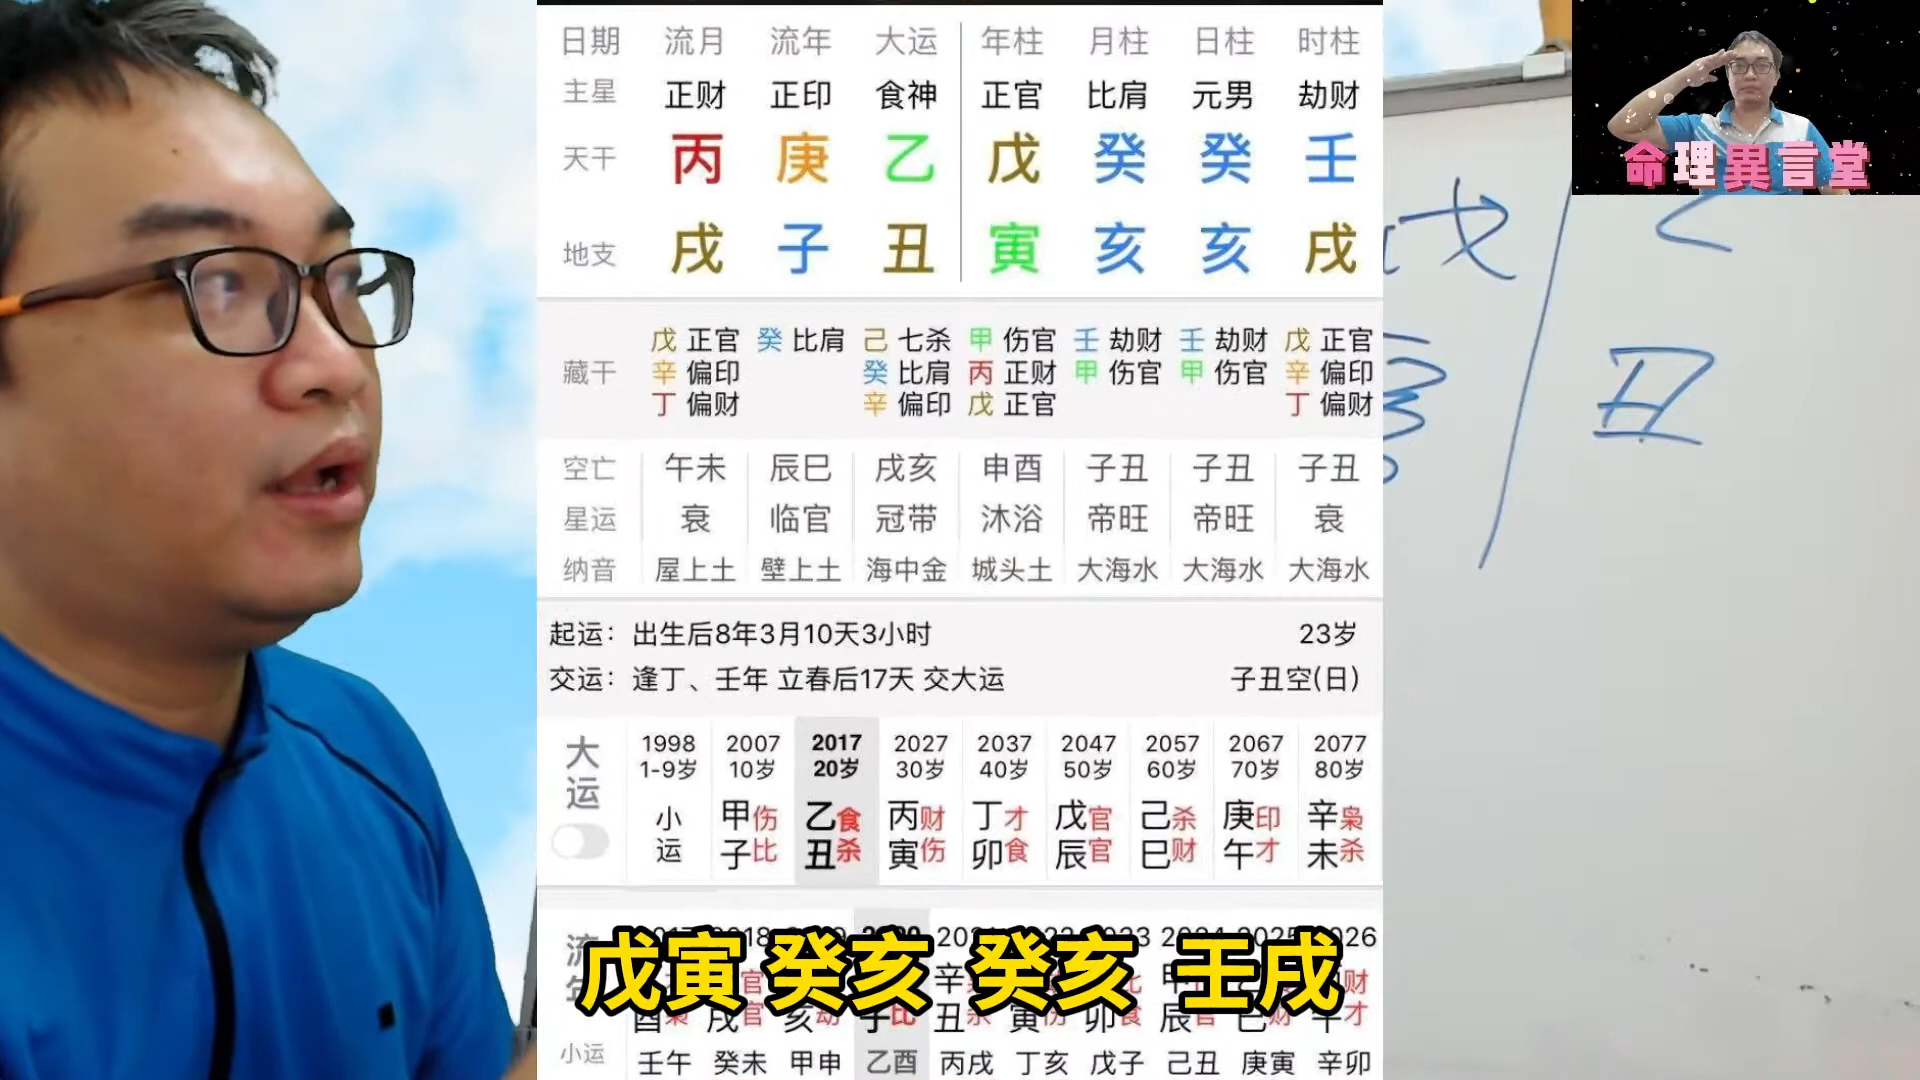 日期 流月 流年 大运 年柱 月柱 日柱 时柱
主星 正财 正印 食神 正官 比肩 元男 劫财
天干 丙 庚 乙 戊 癸 癸 壬
地支 戌 子 丑 寅 亥 亥 戌
藏干
戊 正官 癸 比肩 己 七杀 甲 伤官 壬 劫财 壬 劫财 戊 正官
辛 偏印 癸 比肩 丙 正财 甲 伤官 甲 伤官 辛 偏印
丁 偏财 辛 偏印 戊 正官 丁 偏财
空亡 午未 辰巳 戌亥 申酉 子丑 子丑 子丑
星运 衰 临官 冠带 沐浴 帝旺 帝旺 衰
纳音 屋上土 壁上土 海中金 城头土 大海水 大海水 大海水
起运：出生后8年3月10天3小时 23岁
交运：逢丁、壬年 立春后17天 交大运 子丑空(日)
大运
1998 2007 2017 2027 2037 2047 2057 2067 2077
1-9岁 10岁 20岁 30岁 40岁 50岁 60岁 70岁 80岁
小 甲伤 乙食 丙财 丁才 戊官 己杀 庚印 辛枭
运 子比 丑杀 寅伤 卯食 辰官 巳财 午才 未杀
戊寅 癸亥 癸亥 壬戌
小运 壬午 癸未 甲申 乙酉 丙戌 丁亥 戊子 己丑 庚寅 辛卯
命理異言堂
戊
丑